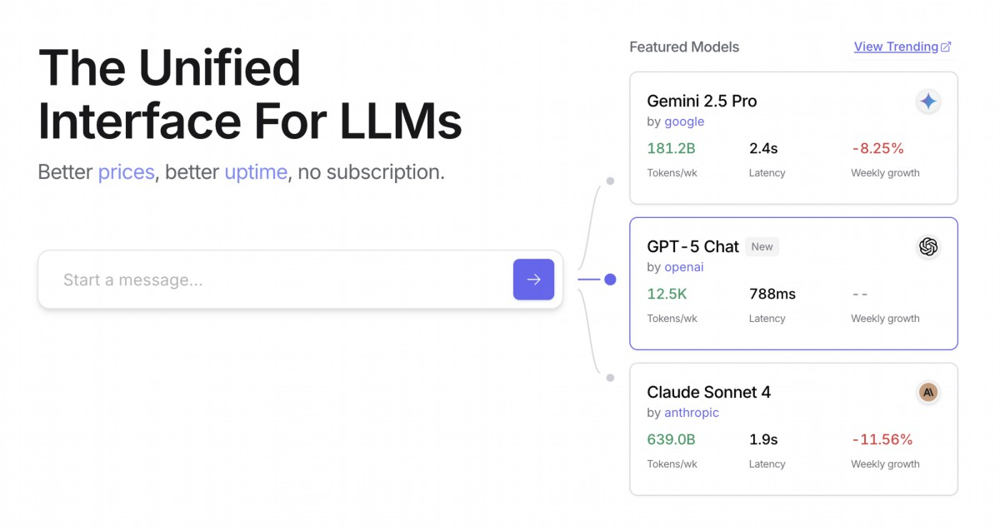 The Unified
Interface For LLMs
Better prices, better uptime, no subscription.
Start a message...
Featured Models
View Trending
Gemini 2.5 Pro
by google
181.2B 2.4s -8.25%
Tokens/wk Latency Weekly growth
GPT-5 Chat New
by openai
12.5K 788ms --
Tokens/wk Latency Weekly growth
Claude Sonnet 4
by anthropic
639.0B 1.9s -11.56%
Tokens/wk Latency Weekly growth